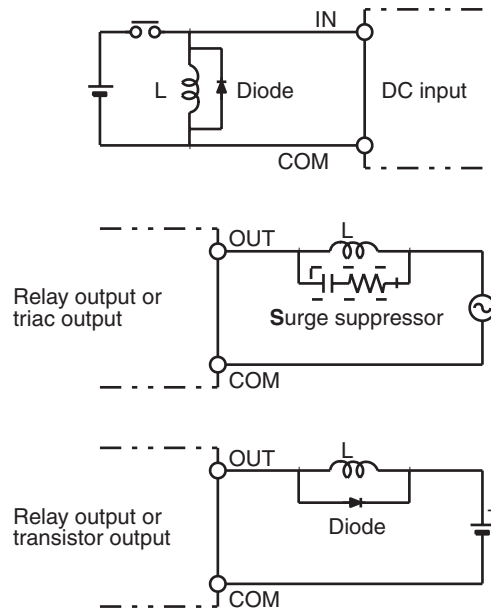 IN
L
Diode
DC input
COM
OUT
L
Relay output or
triac output
Surge suppressor
COM
OUT
L
Relay output or
transistor output
Diode
COM